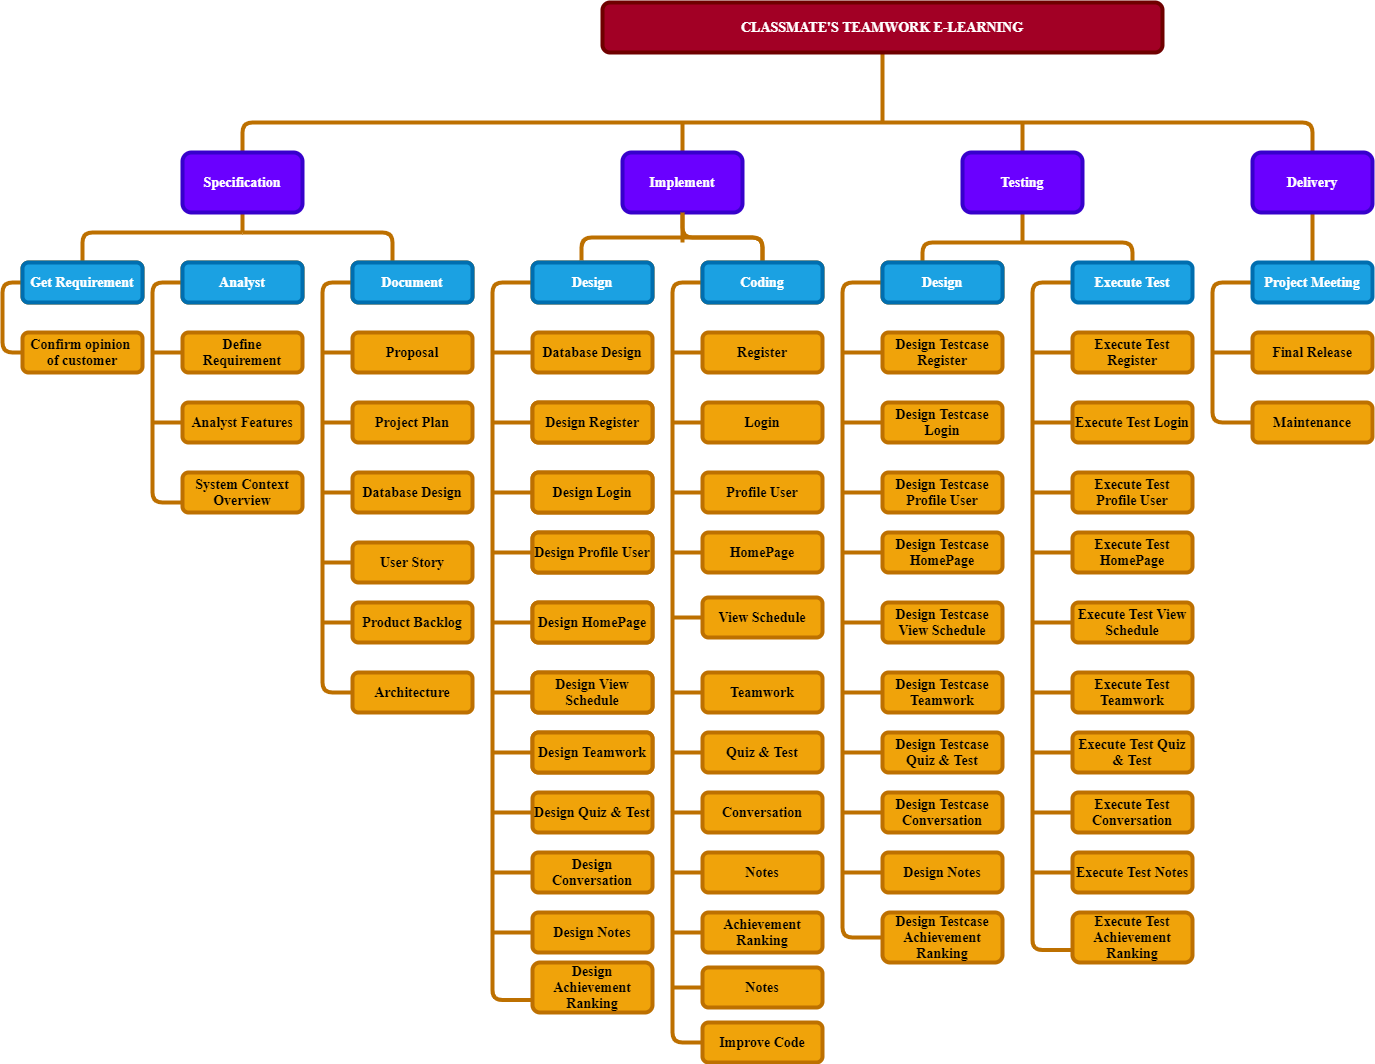 CLASSMATE'S TEAMWORK E-LEARNING
Specification
Implement
Testing
Delivery
Get Requirement
Confirm opinion
of customer
Analyst
Define
Requirement
Analyst Features
System Context
Overview
Document
Proposal
Project Plan
Database Design
User Story
Product Backlog
Architecture
Design
Database Design
Design Register
Design Login
Design Profile User
Design HomePage
Design View
Schedule
Design Teamwork
Design Quiz & Test
Design
Conversation
Design Notes
Design
Achievement
Ranking
Coding
Register
Login
Profile User
HomePage
View Schedule
Teamwork
Quiz & Test
Conversation
Notes
Achievement
Ranking
Notes
Improve Code
Design
Design Testcase
Register
Design Testcase
Login
Design Testcase
Profile User
Design Testcase
HomePage
Design Testcase
View Schedule
Design Testcase
Teamwork
Design Testcase
Quiz & Test
Design Testcase
Conversation
Design Notes
Design Testcase
Achievement
Ranking
Execute Test
Execute Test
Register
Execute Test Login
Execute Test
Profile User
Execute Test
HomePage
Execute Test View
Schedule
Execute Test
Teamwork
Execute Test Quiz
& Test
Execute Test
Conversation
Execute Test Notes
Execute Test
Achievement
Ranking
Project Meeting
Final Release
Maintenance